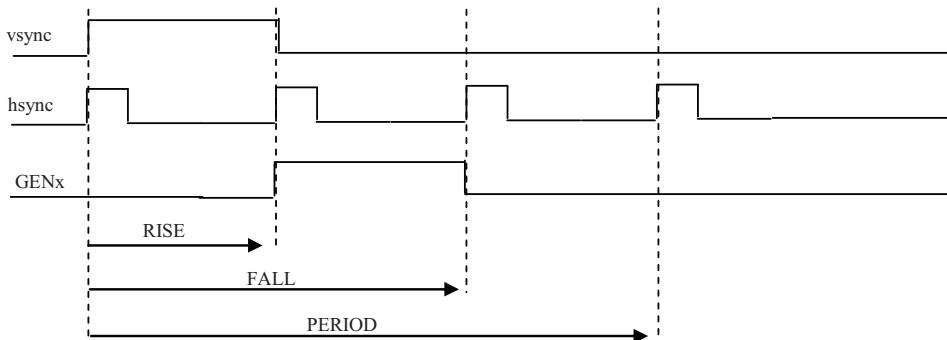 vsync
hsync
GENx
RISE
FALL
PERIOD